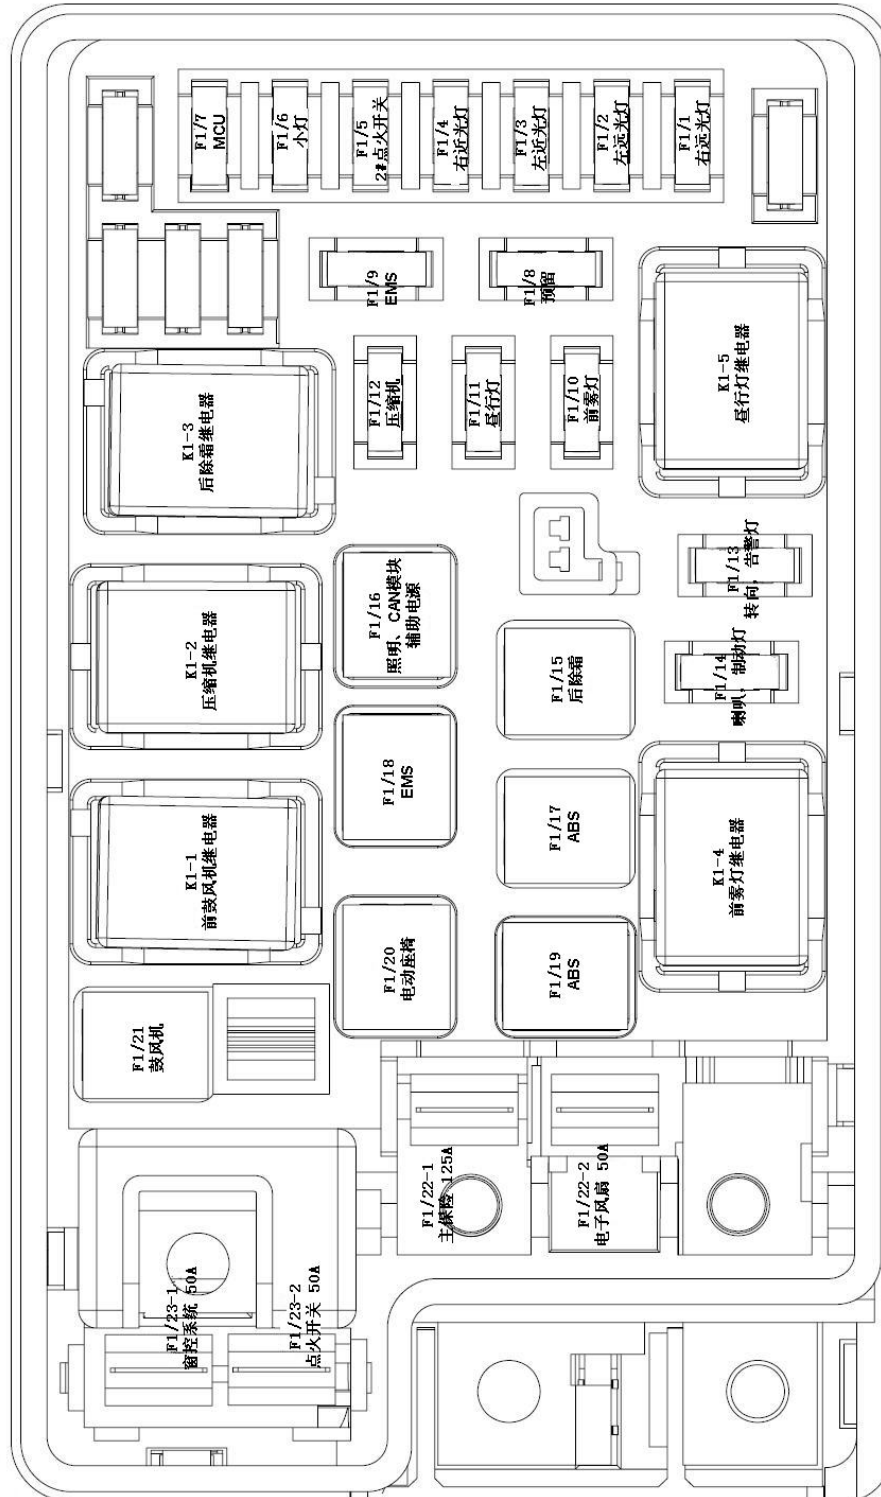 F1/7
MCU
F1/6
小灯
F1/5
2#点火开关
F1/4
右近光灯
F1/3
左近光灯
F1/2
左远光灯
F1/1
右远光灯
F1/9
EMS
F1/8
预留
F1/12
压缩机
F1/11
昼行灯
F1/10
前雾灯
K1-5
昼行灯继电器
K1-3
后除霜继电器
F1/13
转向，告警灯
F1/16
照明、CAN模块
辅助电源
K1-2
压缩机继电器
F1/15
后除霜
F1/14
喇叭，制动灯
F1/18
EMS
F1/17
ABS
K1-1
前鼓风机继电器
K1-4
前雾灯继电器
F1/20
电动座椅
F1/19
ABS
F1/21
鼓风机
F1/22-1
主保险 125A
F1/22-2
电子风扇 50A
F1/23-1
窗控系统 50A
F1/23-2
点火开关 50A